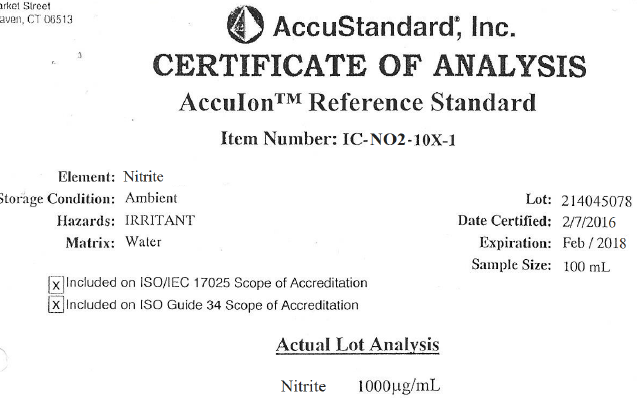 arket Street
aven, CT 06513
AccuStandard®, Inc.
CERTIFICATE OF ANALYSIS
AccuIon™ Reference Standard
Item Number: IC-NO2-10X-1
Element: Nitrite
Storage Condition: Ambient
Hazards: IRRITANT
Matrix: Water
Lot: 214045078
Date Certified: 2/7/2016
Expiration: Feb / 2018
Sample Size: 100 mL
x Included on ISO/IEC 17025 Scope of Accreditation
x Included on ISO Guide 34 Scope of Accreditation
Actual Lot Analysis
Nitrite 1000µg/mL